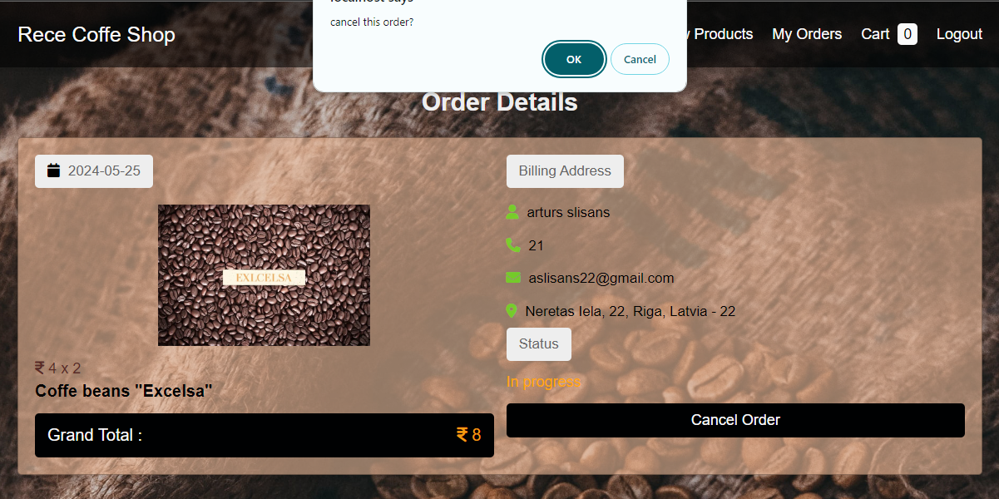 localhost says
cancel this order?
OK
Cancel
Rece Coffe Shop
Products
My Orders
Cart 0
Logout
Order Details
2024-05-25
EXLCELSA
₹ 4 x 2
Coffe beans "Excelsa"
Grand Total :
₹ 8
Billing Address
arturs slisans
21
aslisans22@gmail.com
Neretas Iela, 22, Riga, Latvia - 22
Status
In progress
Cancel Order